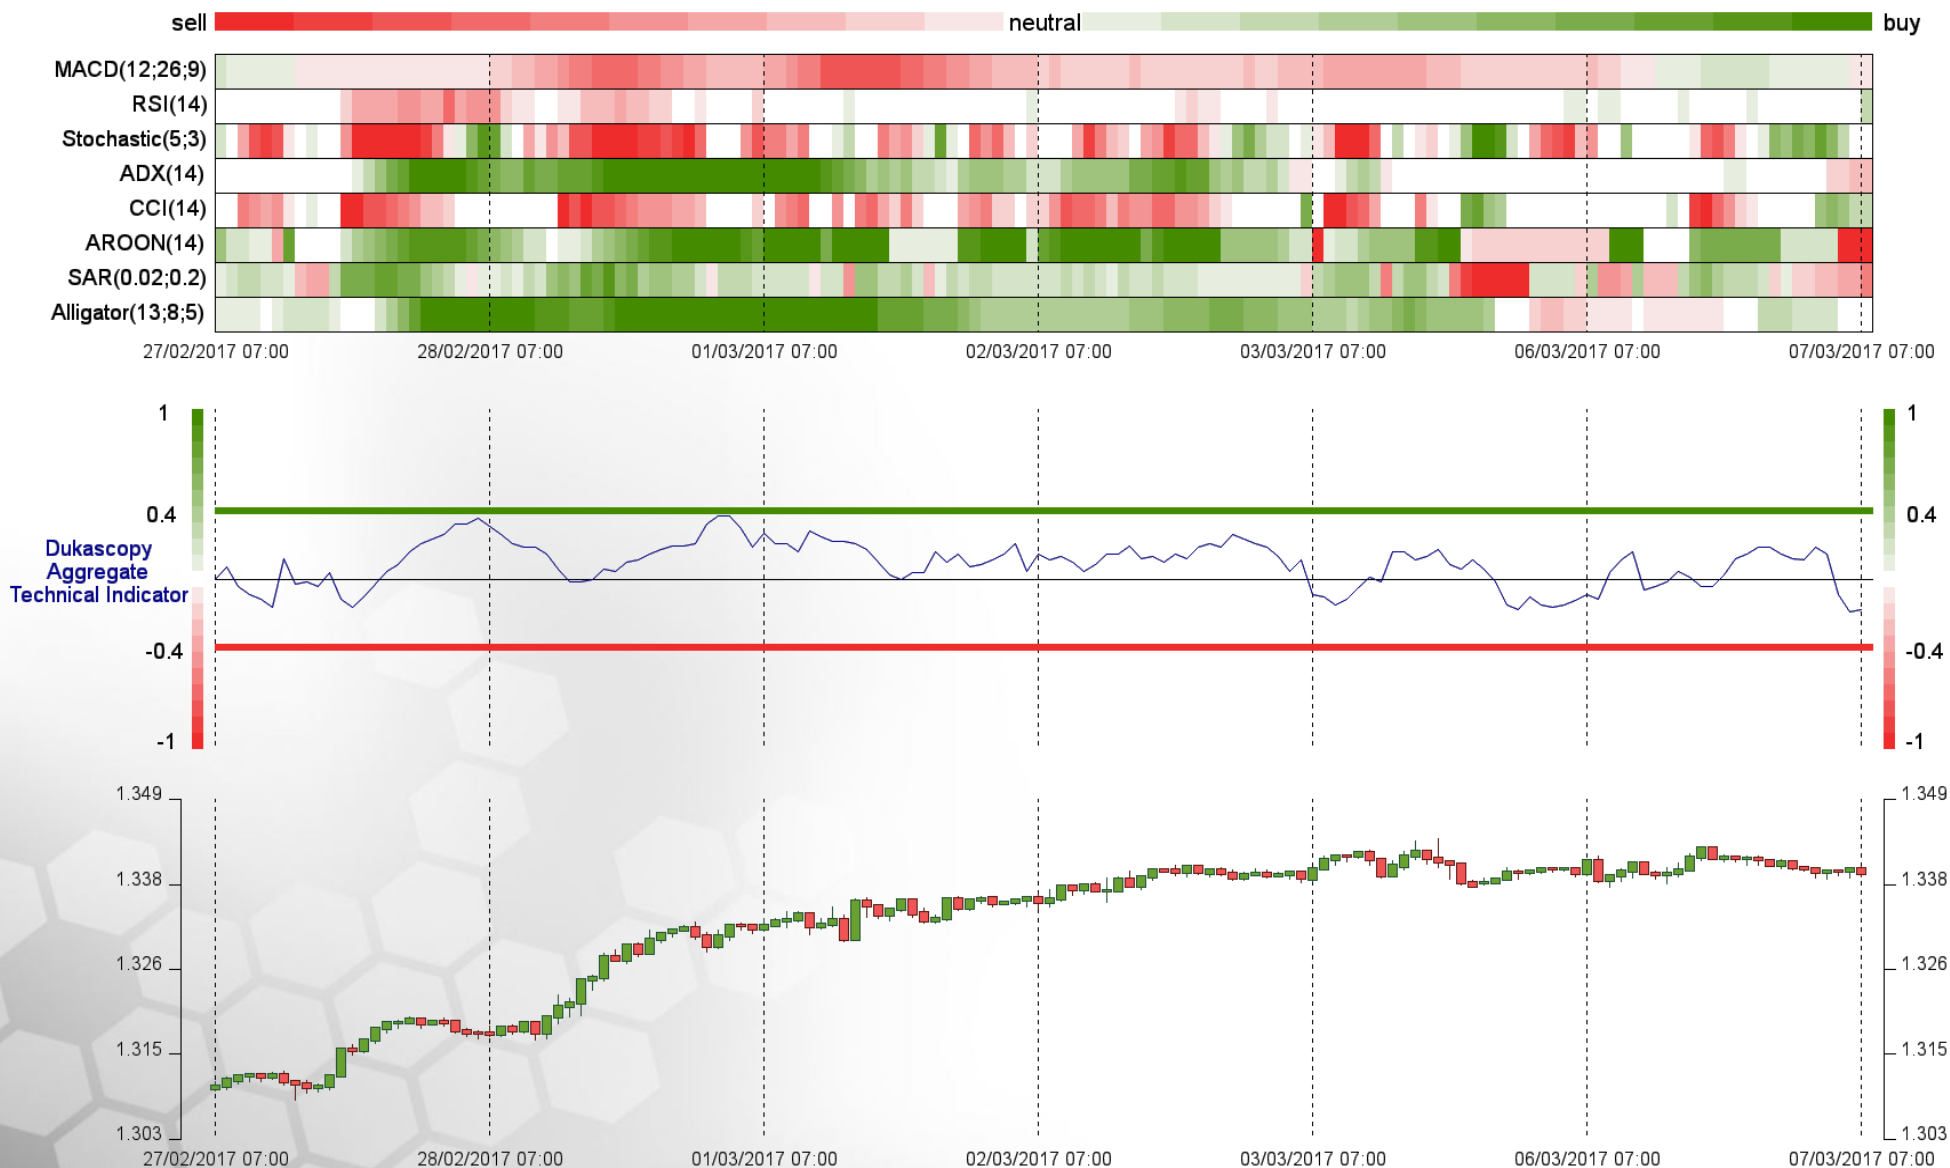 sell neutral buy
MACD(12;26;9)
RSI(14)
Stochastic(5;3)
ADX(14)
CCI(14)
AROON(14)
SAR(0.02;0.2)
Alligator(13;8;5)
27/02/2017 07:00 28/02/2017 07:00 01/03/2017 07:00 02/03/2017 07:00 03/03/2017 07:00 06/03/2017 07:00 07/03/2017 07:00
1 1
0.4 0.4
Dukascopy
Aggregate
Technical Indicator
-0.4 -0.4
-1 -1
1.349 1.349
1.338 1.338
1.326 1.326
1.315 1.315
1.303 1.303
27/02/2017 07:00 28/02/2017 07:00 01/03/2017 07:00 02/03/2017 07:00 03/03/2017 07:00 06/03/2017 07:00 07/03/2017 07:00